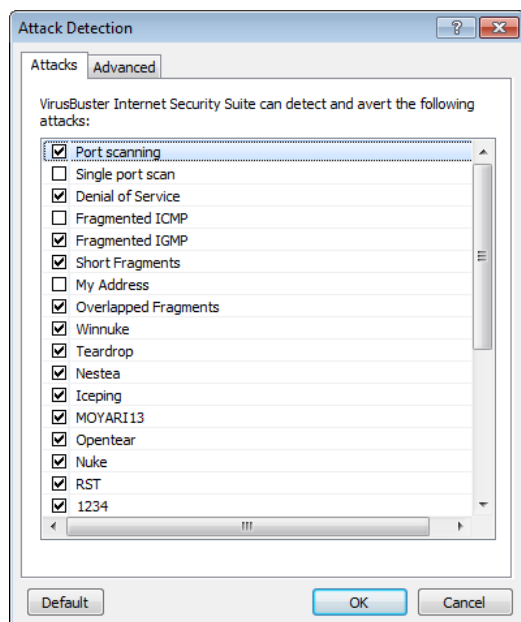 Attack Detection
Attacks
Advanced
VirusBuster Internet Security Suite can detect and avert the following
attacks:
Port scanning
Single port scan
Denial of Service
Fragmented ICMP
Fragmented IGMP
Short Fragments
My Address
Overlapped Fragments
Winnuke
Teardrop
Nestea
Iceping
MOYARI13
Opentear
Nuke
RST
1234
Default
OK
Cancel